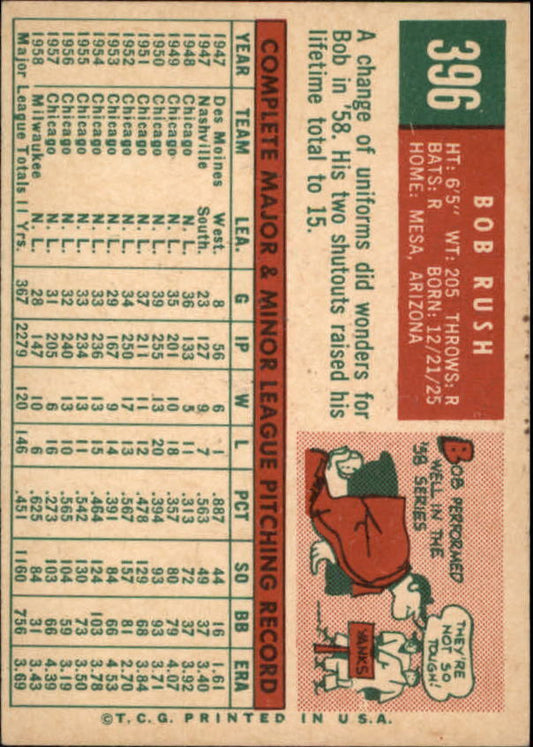 396
BOB RUSH
HT: 6'5" WT: 205 THROWS: R
BATS: R BORN: 12/21/25
HOME: MESA, ARIZONA
A change of uniforms did wonders for
Bob in '58. His two shutouts raised his
lifetime total to 15.
BOB PERFORMED
WELL IN THE
'58 SERIES
THEY'RE
NOT SO
TOUGH!
YANKS
COMPLETE MAJOR & MINOR LEAGUE PITCHING RECORD
YEAR TEAM LEA. G IP W L PCT SO BB ERA
1947 Des Moines West. 8 56 6 1 .887 44 16 1.61
1947 Nashville South. 23 127 9 7 .563 49 37 3.40
1948 Chicago N. L. 36 133 5 11 .313 72 37 3.92
1949 Chicago N. L. 35 201 10 18 .357 80 79 4.07
1950 Chicago N. L. 39 255 13 20 .394 93 93 3.71
1951 Chicago N. L. 37 211 11 12 .478 129 68 3.84
1952 Chicago N. L. 34 250 17 13 .567 157 81 2.70
1953 Chicago N. L. 29 167 9 14 .391 84 66 4.53
1954 Chicago N. L. 33 236 13 15 .464 124 103 3.78
1955 Chicago N. L. 33 234 13 11 .542 130 73 3.50
1956 Chicago N. L. 32 240 13 10 .565 104 59 3.19
1957 Chicago N. L. 31 205 6 16 .273 103 66 4.39
1958 Milwaukee N. L. 28 147 10 6 .625 84 31 3.43
Major League Totals 11 Yrs. 367 2279 120 146 .451 1160 756 3.69
©T.C.G. PRINTED IN U.S.A.